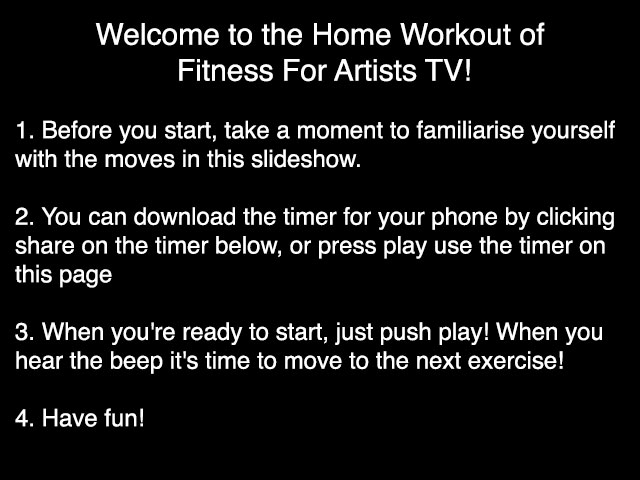 Welcome to the Home Workout of
Fitness For Artists TV!
1. Before you start, take a moment to familiarise yourself
with the moves in this slideshow.
2. You can download the timer for your phone by clicking
share on the timer below, or press play use the timer on
this page
3. When you're ready to start, just push play! When you
hear the beep it's time to move to the next exercise!
4. Have fun!